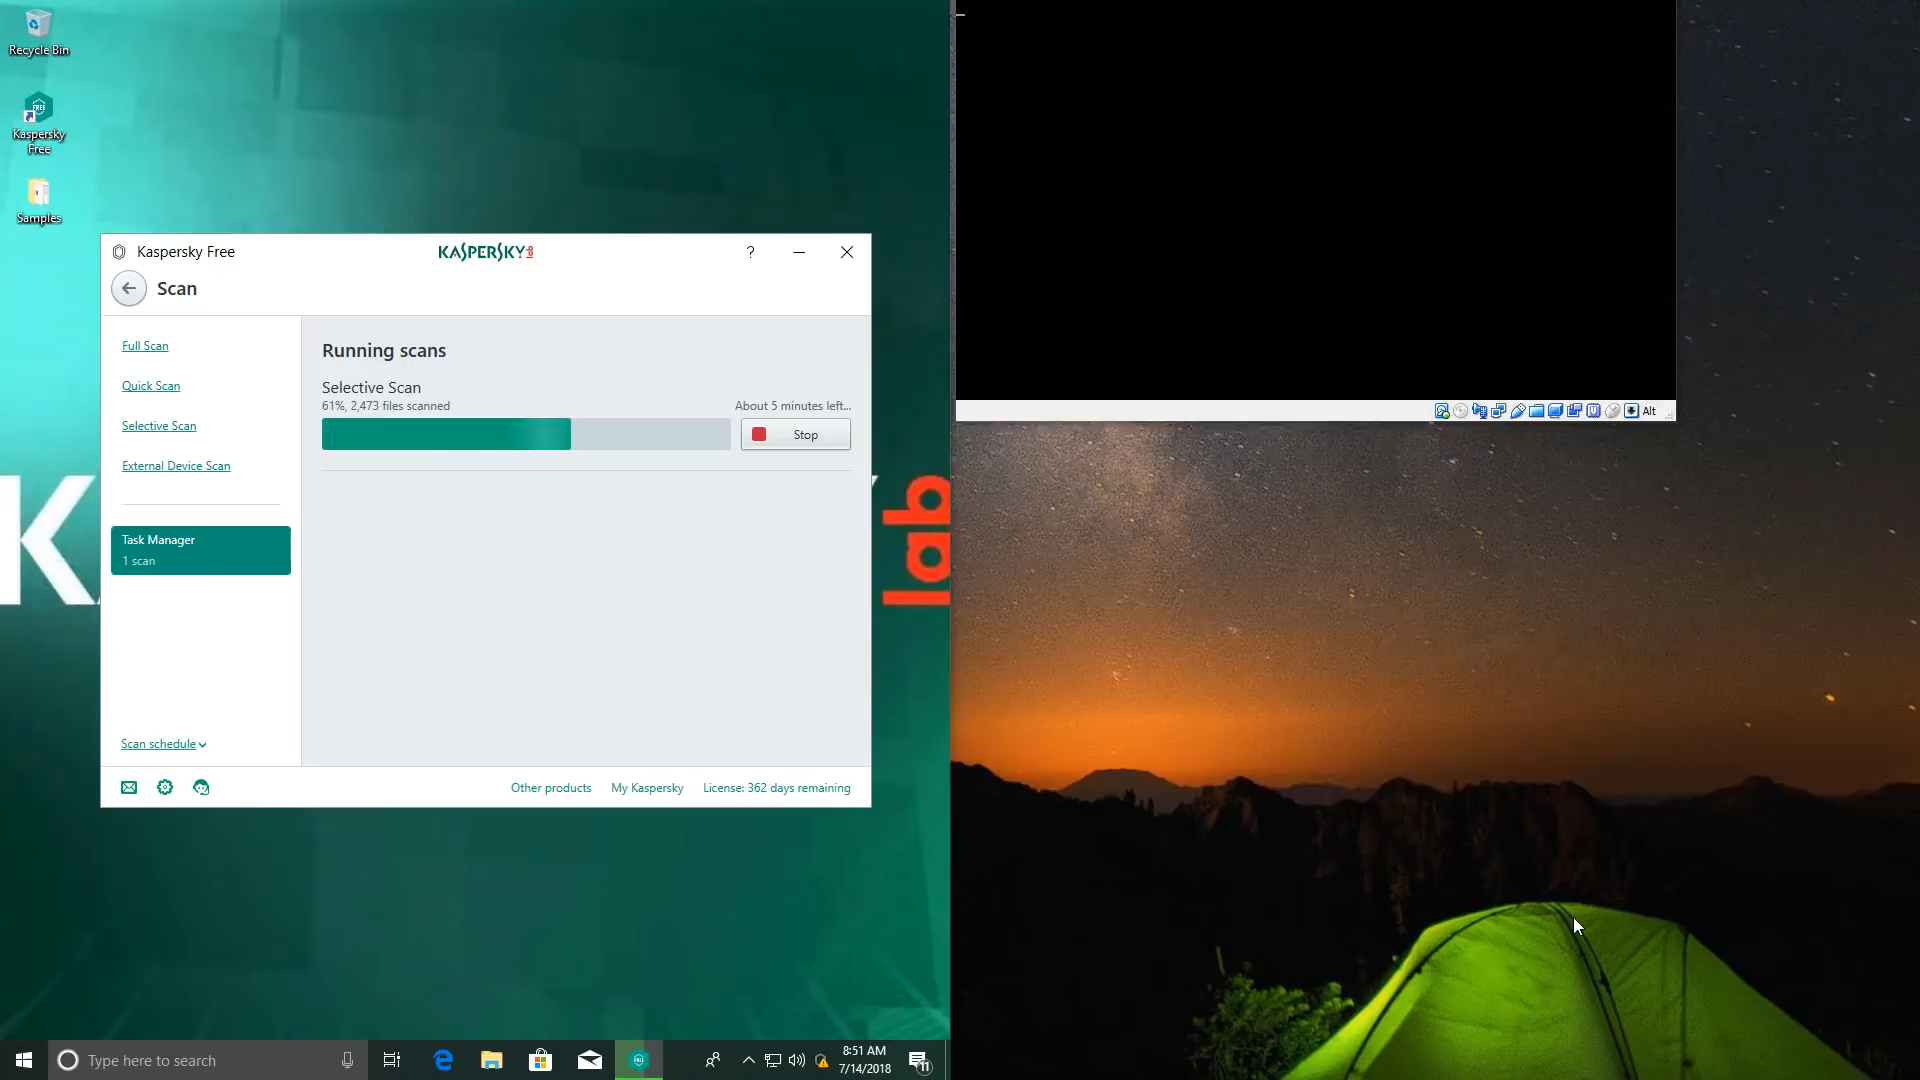 Recycle Bin
Kaspersky
Free
Samples
Kaspersky Free
KASPERSKY lab
?
Scan
Full Scan
Quick Scan
Selective Scan
External Device Scan
Task Manager
1 scan
Scan schedule
Running scans
Selective Scan
61%, 2,473 files scanned
About 5 minutes left...
Stop
Other products
My Kaspersky
License: 362 days remaining
K
lab
Alt
Type here to search
8:51 AM
7/14/2018
11